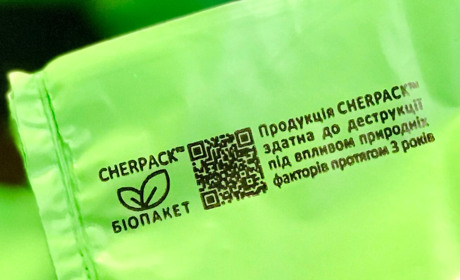 CHERPACK™
БІОПАКЕТ
Продукція CHERPACK™
здатна до деструкції
під впливом природніх
факторів протягом 3 років